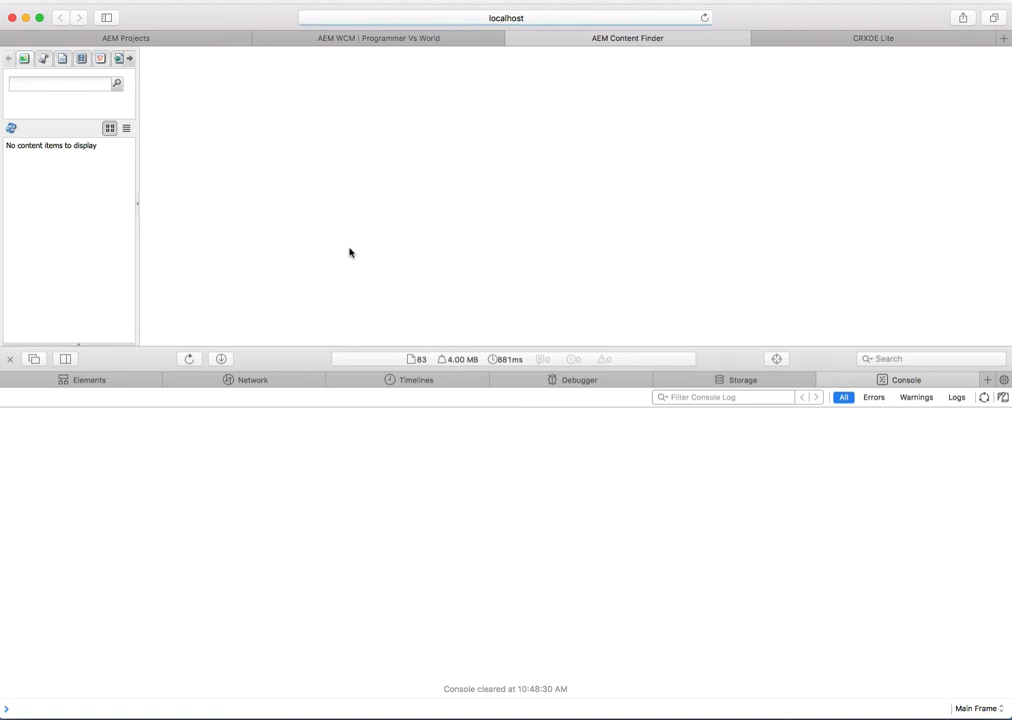 localhost
AEM Projects
AEM WCM | Programmer Vs World
AEM Content Finder
CRXDE Lite
No content items to display
83
4.00 MB
881ms
0
0
0
Search
Elements
Network
Timelines
Debugger
Storage
Console
Filter Console Log
All
Errors
Warnings
Logs
Console cleared at 10:48:30 AM
Main Frame